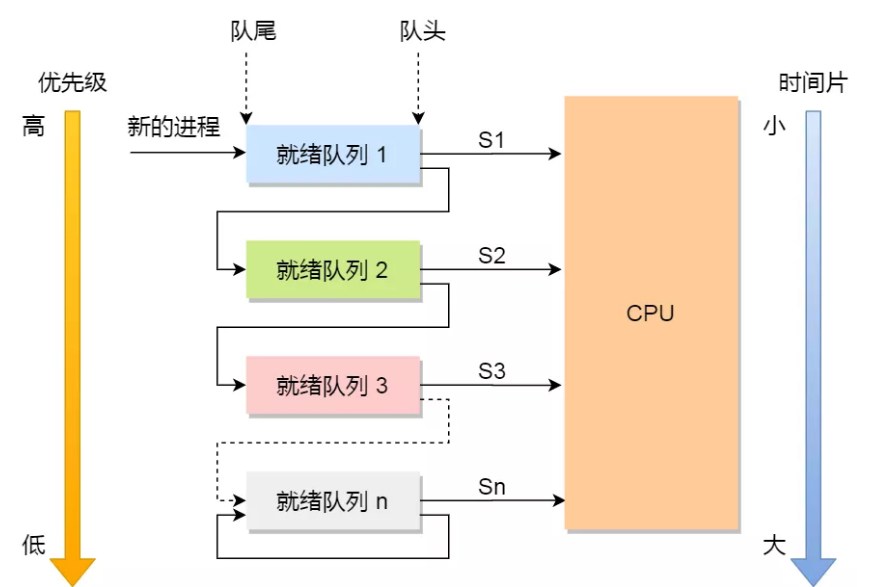 队尾
队头
优先级
时间片
高
新的进程
小
就绪队列 1
S1
就绪队列 2
S2
CPU
就绪队列 3
S3
就绪队列 n
Sn
低
大